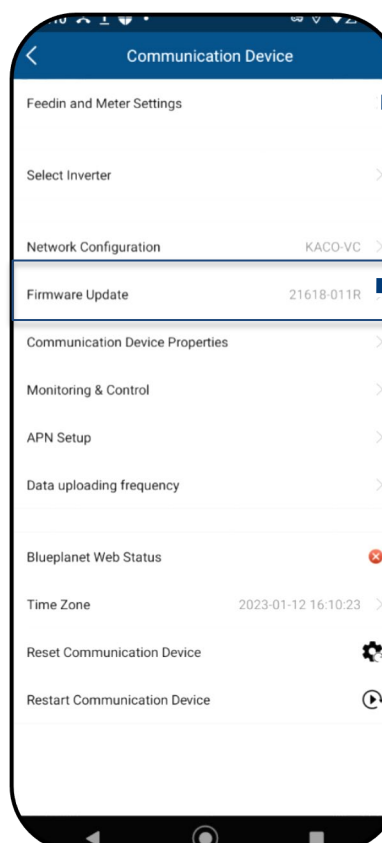 Communication Device
Feedin and Meter Settings
Select Inverter
Network Configuration KACO-VC
Firmware Update 21618-011R
Communication Device Properties
Monitoring & Control
APN Setup
Data uploading frequency
Blueplanet Web Status
Time Zone 2023-01-12 16:10:23
Reset Communication Device
Restart Communication Device